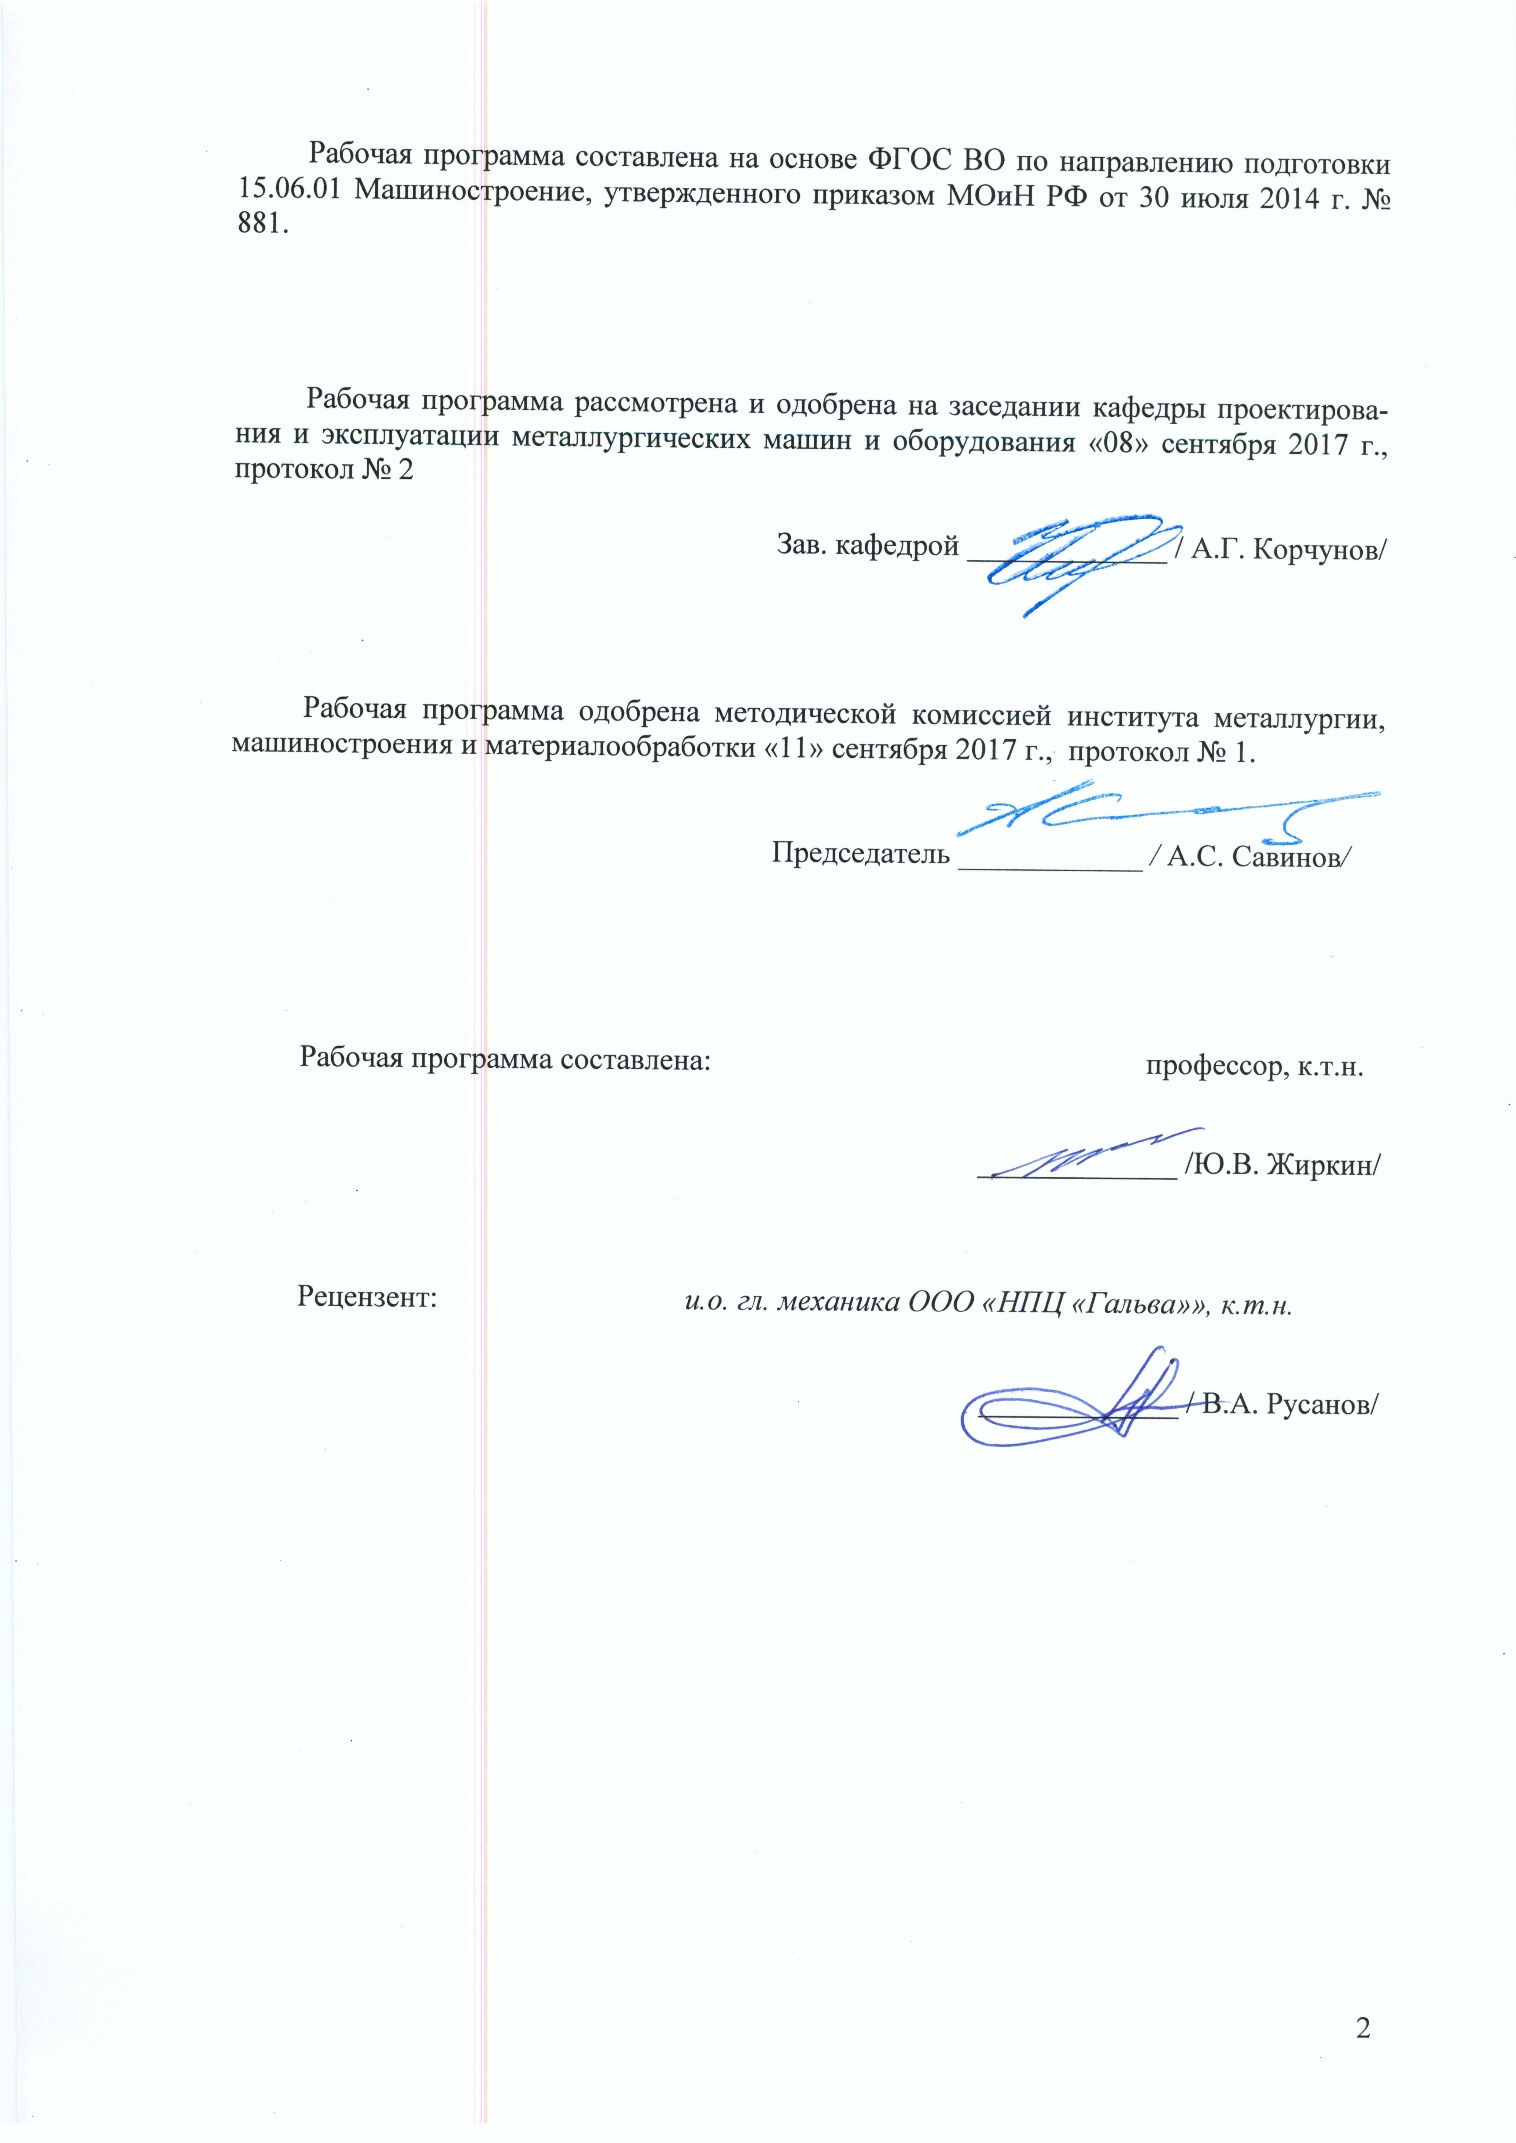 Рабочая программа составлена на основе ФГОС ВО по направлению подготовки
15.06.01 Машиностроение, утвержденного приказом МОиН РФ от 30 июля 2014 г. №
881.
Рабочая программа рассмотрена и одобрена на заседании кафедры проектирова-
ния и эксплуатации металлургических машин и оборудования «08» сентября 2017 г.,
протокол № 2
Зав. кафедрой _____________ / А.Г. Корчунов/
Рабочая программа одобрена методической комиссией института металлургии,
машиностроения и материалообработки «11» сентября 2017 г., протокол № 1.
Председатель ____________ / А.С. Савинов/
Рабочая программа составлена: профессор, к.т.н.
_____________ /Ю.В. Жиркин/
Рецензент: и.о. гл. механика ООО «НПЦ «Гальва»», к.т.н.
_____________ / В.А. Русанов/
2